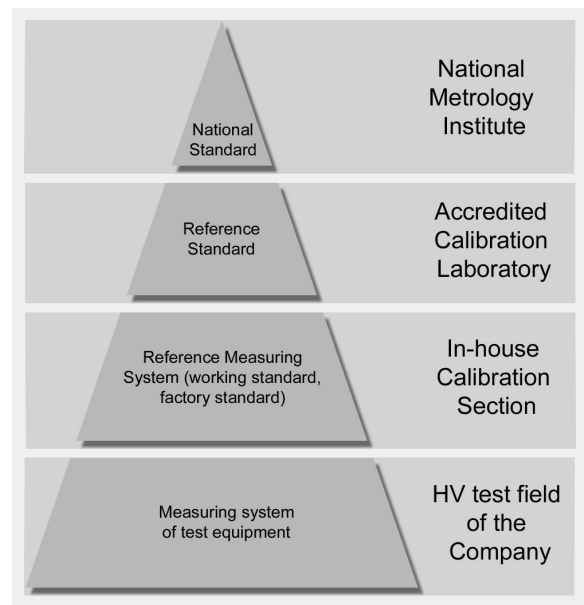 National
Standard
National
Metrology
Institute
Reference
Standard
Accredited
Calibration
Laboratory
Reference Measuring
System (working standard,
factory standard)
In-house
Calibration
Section
Measuring system
of test equipment
HV test field
of the
Company